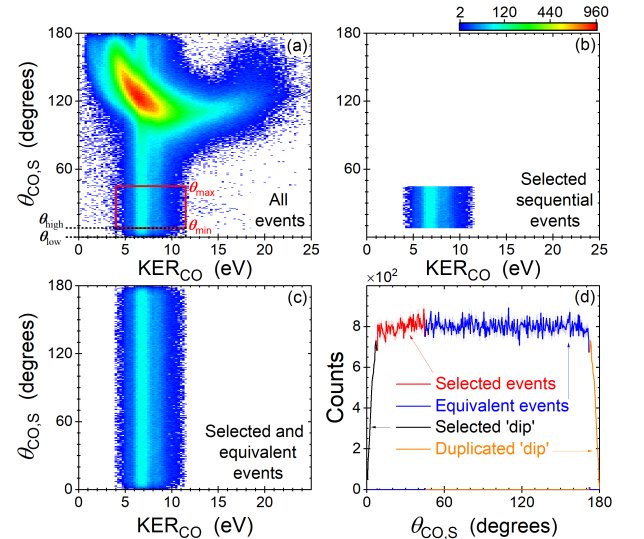 2 120 440 960
180
120
60
0
θCO,S (degrees)
(a)
θmax
θmin
All
events
θhigh
θlow
0 5 10 15 20 25
KERCO (eV)
180
120
60
0
(b)
Selected
sequential
events
0 5 10 15 20 25
KERCO (eV)
180
120
60
0
θCO,S (degrees)
(c)
Selected and
equivalent
events
0 5 10 15 20
KERCO (eV)
×10²
8
6
4
2
0
Counts
(d)
Selected events
Equivalent events
Selected 'dip'
Duplicated 'dip'
0 60 120 180
θCO,S (degrees)